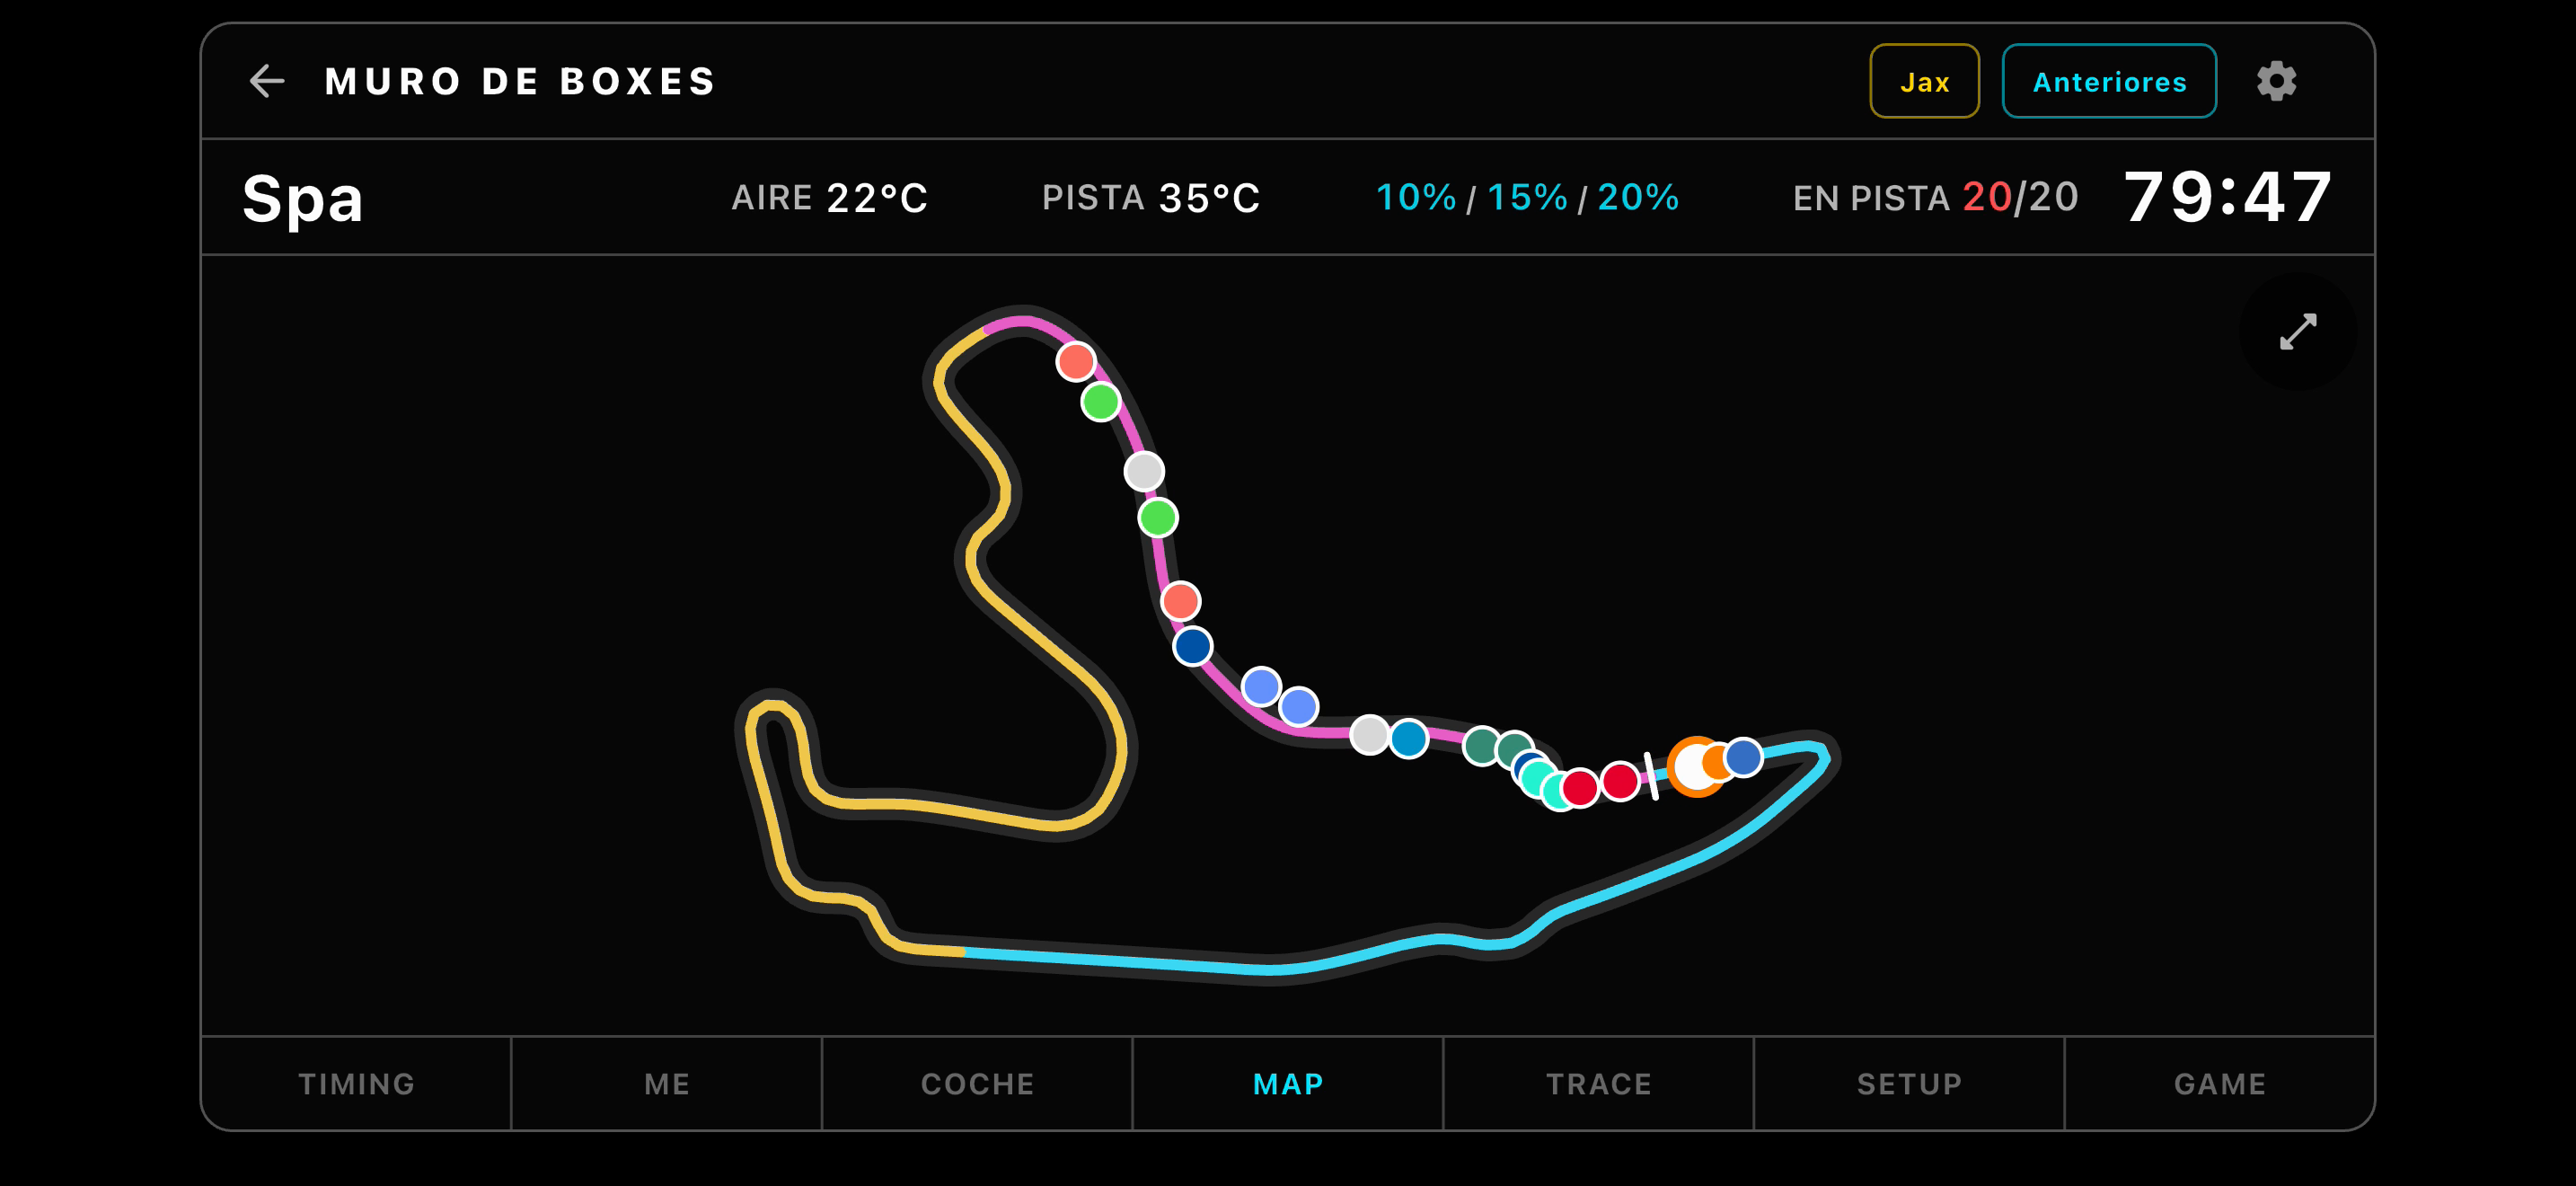 MURO DE BOXES
Jax
Anteriores
Spa
AIRE 22°C
PISTA 35°C
10% / 15% / 20%
EN PISTA 20/20
79:47
TIMING
ME
COCHE
MAP
TRACE
SETUP
GAME